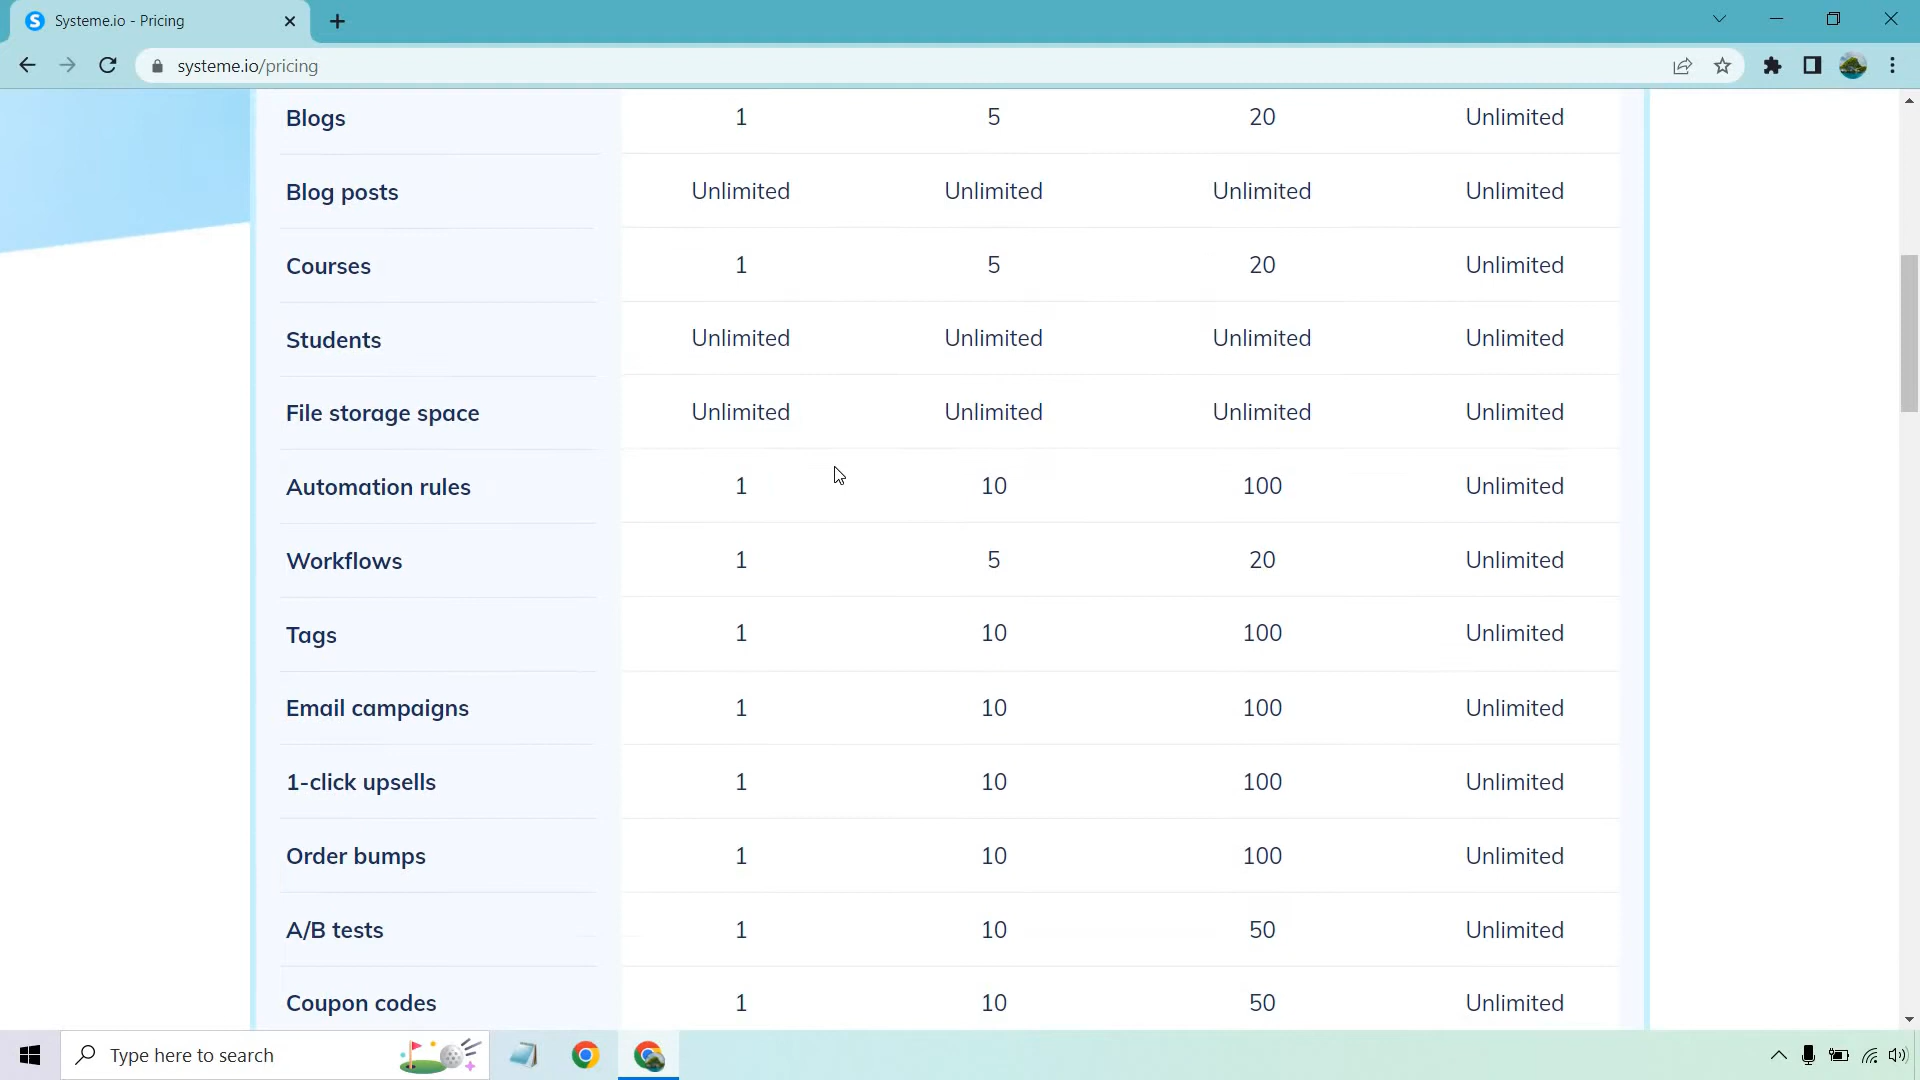 Systeme.io - Pricing
systeme.io/pricing
Blogs 1 5 20 Unlimited
Blog posts Unlimited Unlimited Unlimited Unlimited
Courses 1 5 20 Unlimited
Students Unlimited Unlimited Unlimited Unlimited
File storage space Unlimited Unlimited Unlimited Unlimited
Automation rules 1 10 100 Unlimited
Workflows 1 5 20 Unlimited
Tags 1 10 100 Unlimited
Email campaigns 1 10 100 Unlimited
1-click upsells 1 10 100 Unlimited
Order bumps 1 10 100 Unlimited
A/B tests 1 10 50 Unlimited
Coupon codes 1 10 50 Unlimited
Type here to search